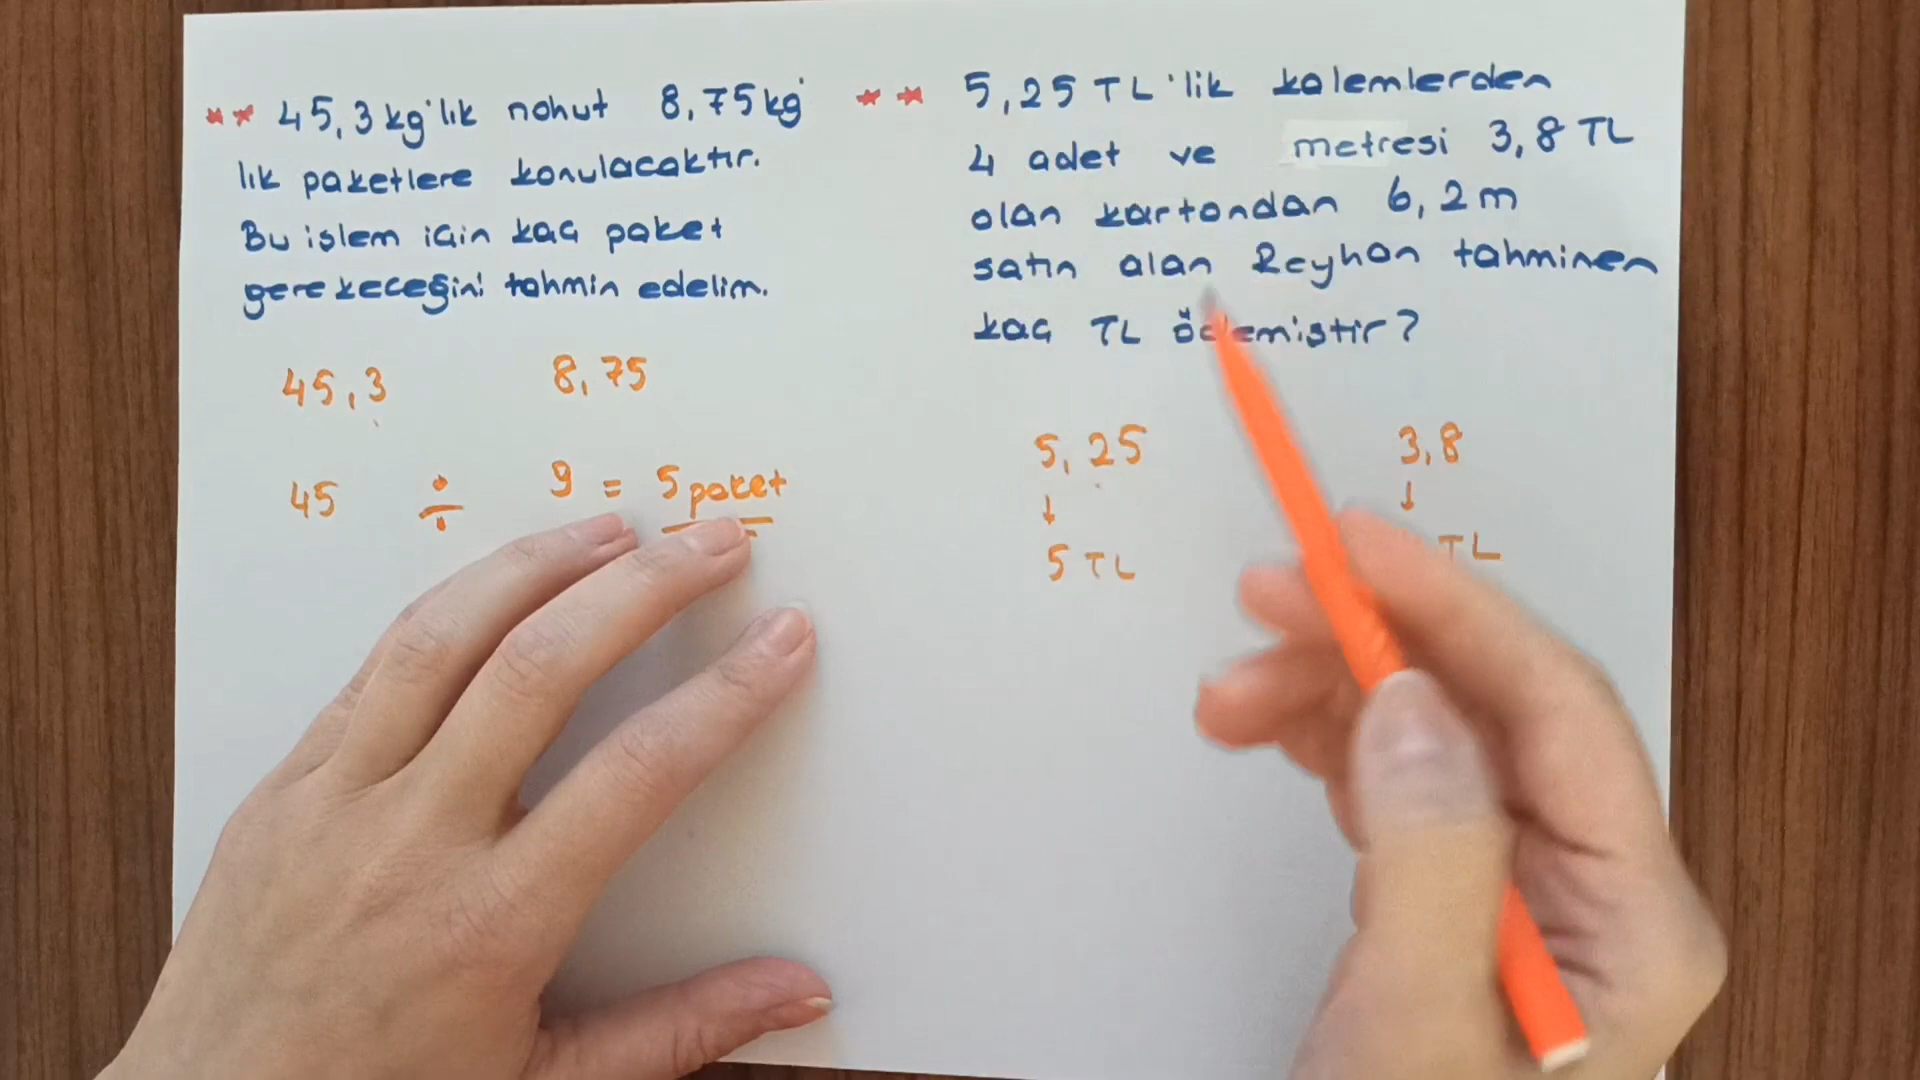 ** 45,3 kg'lık nohut 8,75 kg'
lık paketlere konulacaktır.
Bu işlem için kaç paket
gerekeceğini tahmin edelim.
45,3 8,75
45 ÷ 9 = 5 paket
** 5,25 TL'lik kalemlerden
4 adet ve metresi 3,8 TL
olan kartondan 6,2 m
satın alan Reyhan tahminen
kaç TL ödemiştir?
5,25 3,8
↓ ↓
5 TL TL